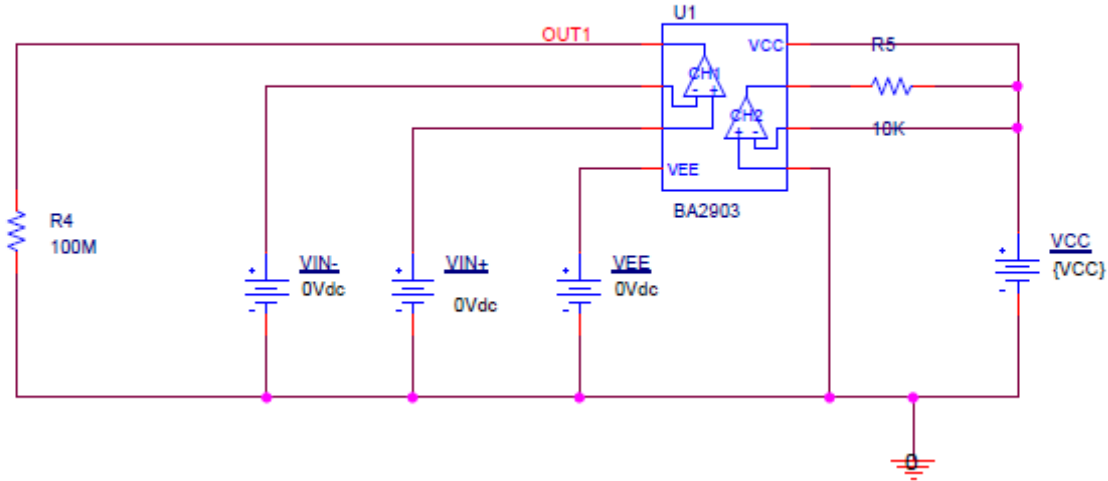 U1
OUT1
VCC
R5
CH1
- +
CH2
+ -
10K
VEE
BA2903
R4
100M
+
VIN-
0Vdc
-
+
VIN+
0Vdc
-
+
VEE
0Vdc
-
+
VCC
{VCC}
-
0